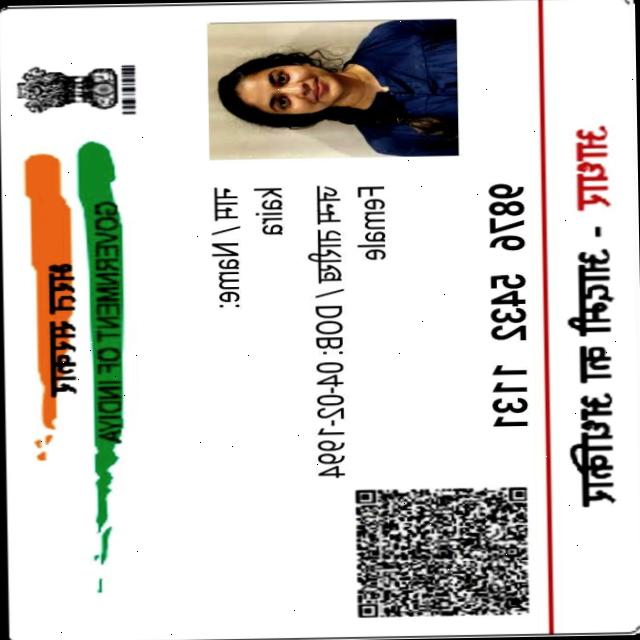 भारत सरकार
GOVERNMENT OF INDIA
नाम / Name:
Kaira
जन्म तारीख / DOB: 04-02-1994
Female
9876 5432 1131
आधार - आदमी का अधिकार